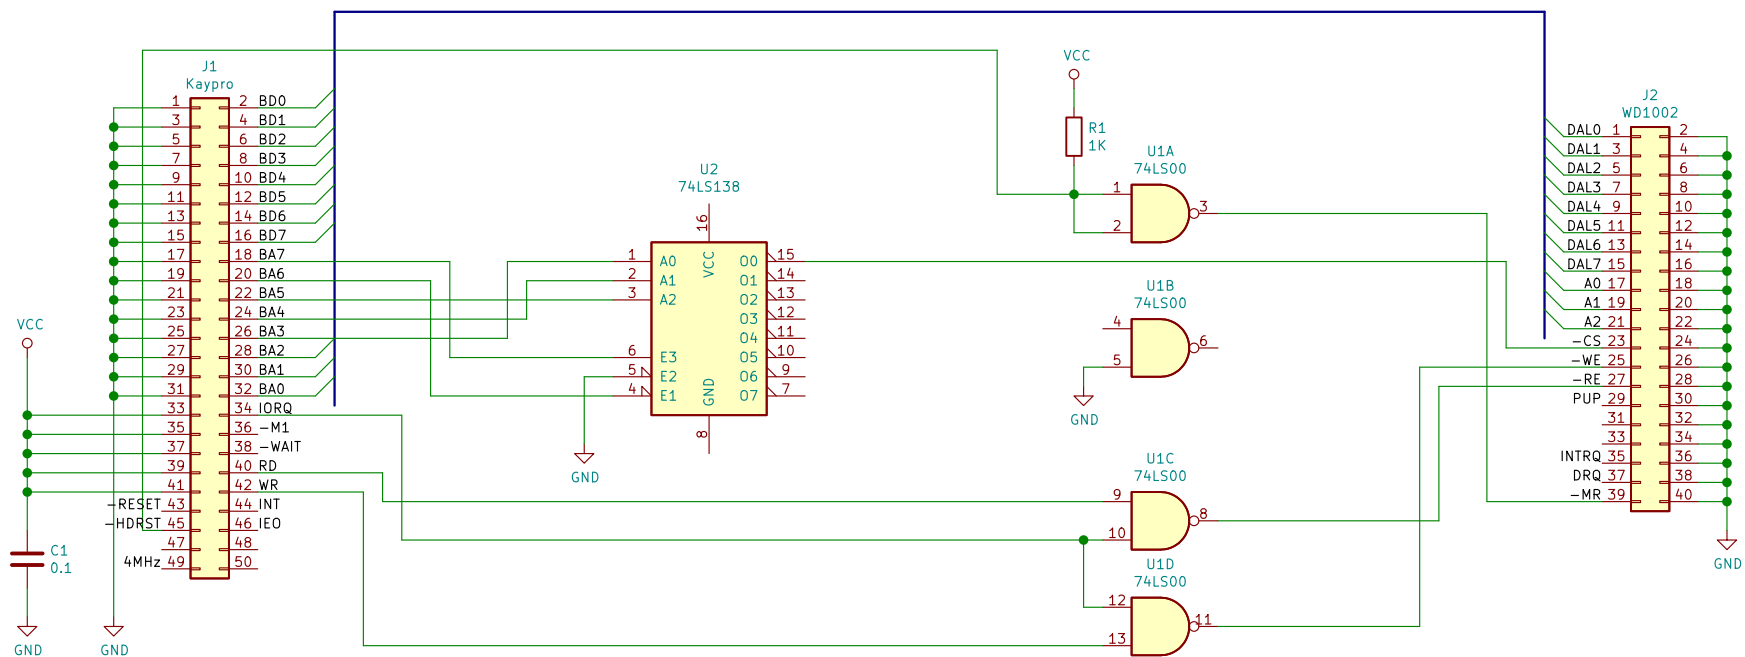 VCC
C1
0.1
GND
GND
J1
Kaypro
1 2 BD0
3 4 BD1
5 6 BD2
7 8 BD3
9 10 BD4
11 12 BD5
13 14 BD6
15 16 BD7
17 18 BA7
19 20 BA6
21 22 BA5
23 24 BA4
25 26 BA3
27 28 BA2
29 30 BA1
31 32 BA0
33 34 IORQ
35 36 -M1
37 38 -WAIT
39 40 RD
41 42 WR
-RESET 43 44 INT
-HDRST 45 46 IEO
47 48
4MHz 49 50
U2
74LS138
16
VCC
1 A0 O0 15
2 A1 O1 14
3 A2 O2 13
O3 12
O4 11
6 E3 O5 10
5 E2 O6 9
4 E1 O7 7
GND
8
GND
VCC
R1
1K
U1A
74LS00
1
2
3
U1B
74LS00
4
5
6
GND
U1C
74LS00
9
10
8
U1D
74LS00
12
13
11
J2
WD1002
DAL0 1 2
DAL1 3 4
DAL2 5 6
DAL3 7 8
DAL4 9 10
DAL5 11 12
DAL6 13 14
DAL7 15 16
A0 17 18
A1 19 20
A2 21 22
-CS 23 24
-WE 25 26
-RE 27 28
PUP 29 30
31 32
33 34
INTRQ 35 36
DRQ 37 38
-MR 39 40
GND